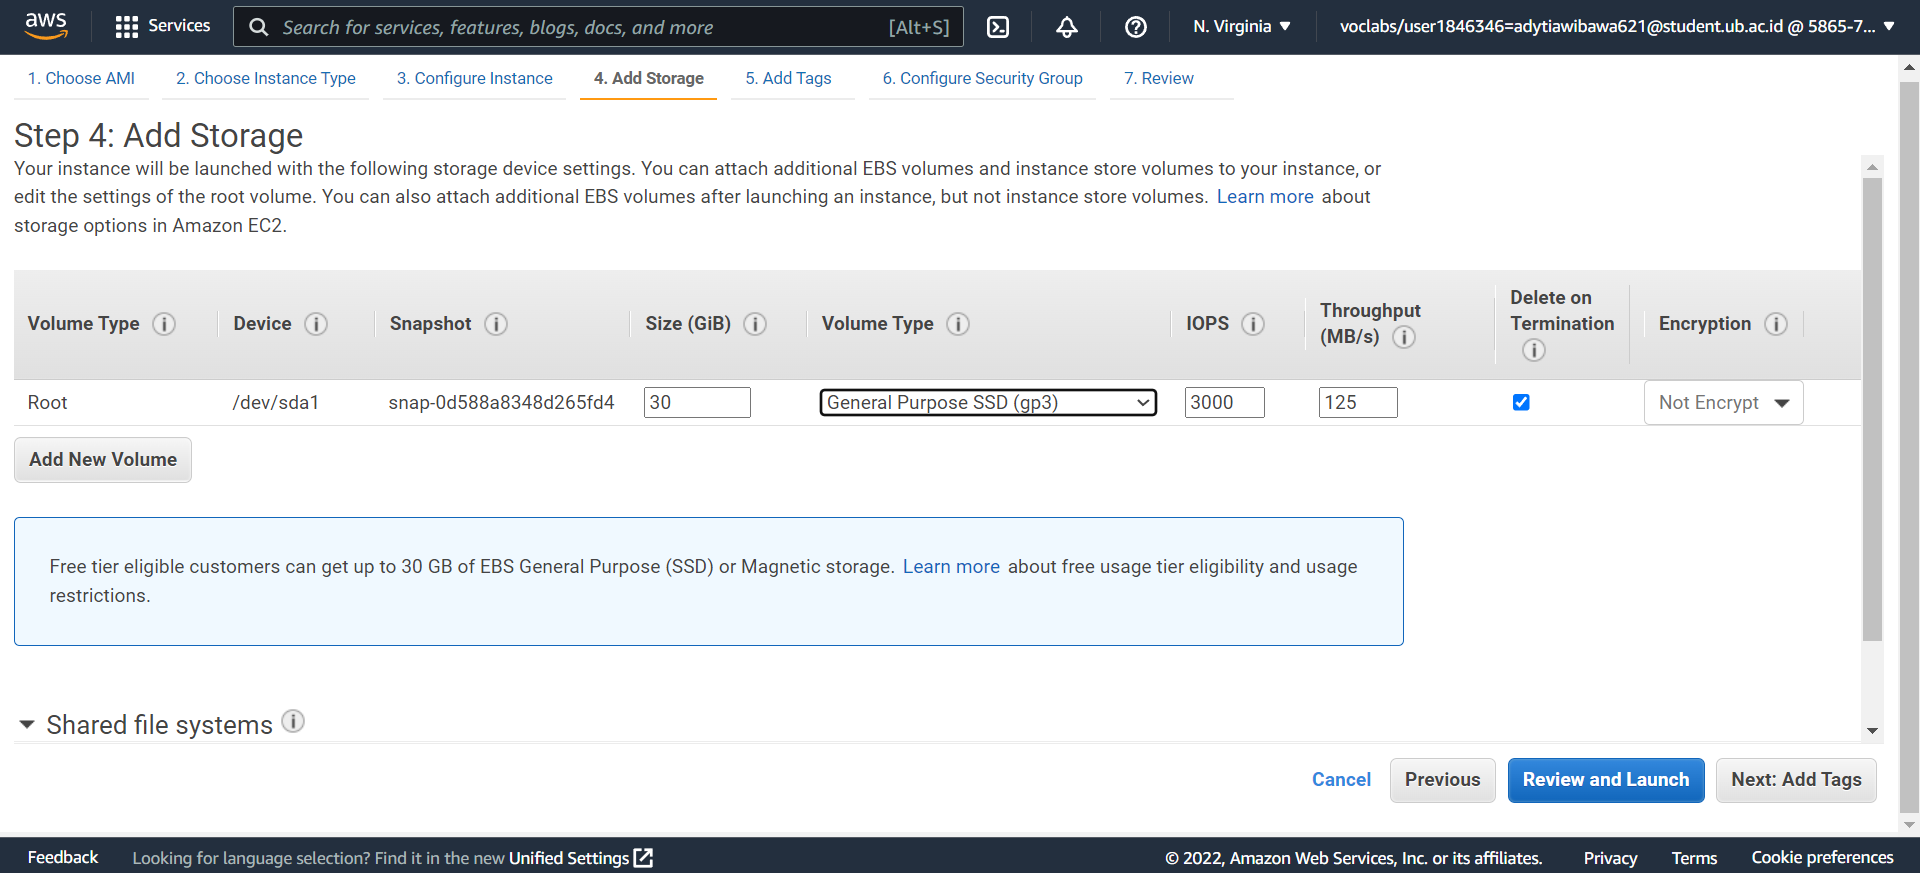 aws
Services
Search for services, features, blogs, docs, and more
[Alt+S]
N. Virginia
voclabs/user1846346=adytiawibawa621@student.ub.ac.id @ 5865-7...
1. Choose AMI
2. Choose Instance Type
3. Configure Instance
4. Add Storage
5. Add Tags
6. Configure Security Group
7. Review
Step 4: Add Storage
Your instance will be launched with the following storage device settings. You can attach additional EBS volumes and instance store volumes to your instance, or
edit the settings of the root volume. You can also attach additional EBS volumes after launching an instance, but not instance store volumes. Learn more about
storage options in Amazon EC2.
Volume Type
Device
Snapshot
Size (GiB)
Volume Type
IOPS
Throughput
(MB/s)
Delete on
Termination
Encryption
Root
/dev/sda1
snap-0d588a8348d265fd4
30
General Purpose SSD (gp3)
3000
125
Not Encrypt
Add New Volume
Free tier eligible customers can get up to 30 GB of EBS General Purpose (SSD) or Magnetic storage. Learn more about free usage tier eligibility and usage
restrictions.
Shared file systems
Cancel
Previous
Review and Launch
Next: Add Tags
Feedback
Looking for language selection? Find it in the new Unified Settings
© 2022, Amazon Web Services, Inc. or its affiliates.
Privacy
Terms
Cookie preferences